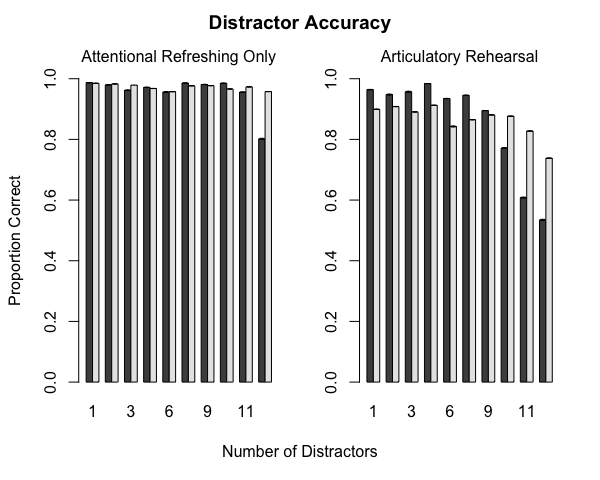 Distractor Accuracy
Attentional Refreshing Only
Articulatory Rehearsal
Proportion Correct
1.0
0.8
0.6
0.4
0.2
0.0
1 3 6 9 11
1.0
0.8
0.6
0.4
0.2
0.0
1 3 6 9 11
Number of Distractors